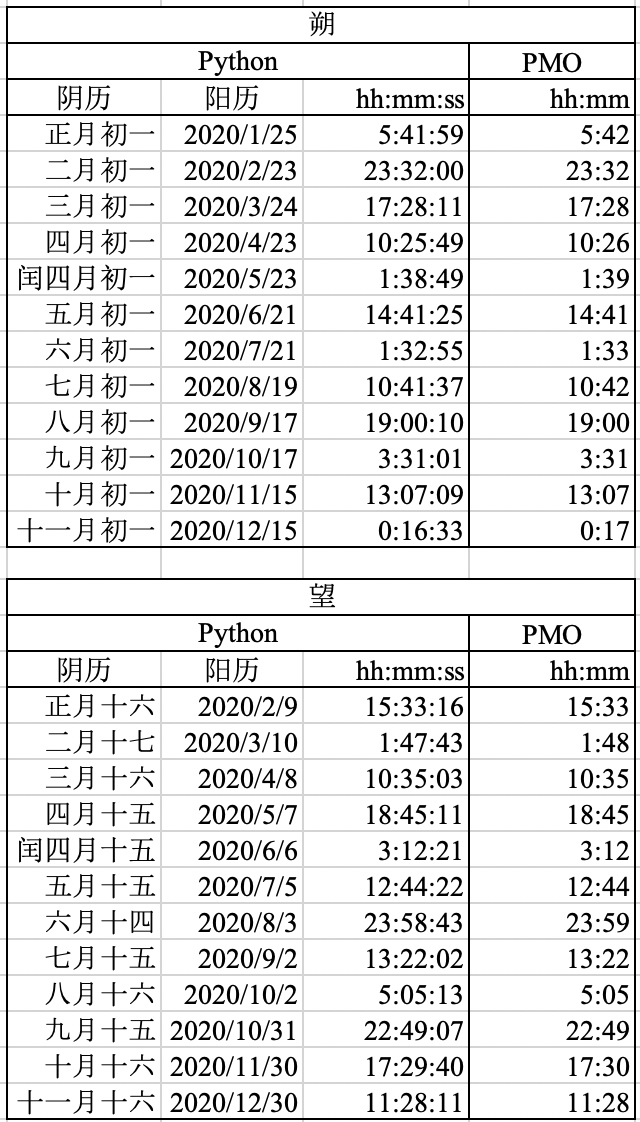 朔
Python PMO
阴历 阳历 hh:mm:ss hh:mm
正月初一 2020/1/25 5:41:59 5:42
二月初一 2020/2/23 23:32:00 23:32
三月初一 2020/3/24 17:28:11 17:28
四月初一 2020/4/23 10:25:49 10:26
闰四月初一 2020/5/23 1:38:49 1:39
五月初一 2020/6/21 14:41:25 14:41
六月初一 2020/7/21 1:32:55 1:33
七月初一 2020/8/19 10:41:37 10:42
八月初一 2020/9/17 19:00:10 19:00
九月初一 2020/10/17 3:31:01 3:31
十月初一 2020/11/15 13:07:09 13:07
十一月初一 2020/12/15 0:16:33 0:17
望
Python PMO
阴历 阳历 hh:mm:ss hh:mm
正月十六 2020/2/9 15:33:16 15:33
二月十七 2020/3/10 1:47:43 1:48
三月十六 2020/4/8 10:35:03 10:35
四月十五 2020/5/7 18:45:11 18:45
闰四月十五 2020/6/6 3:12:21 3:12
五月十五 2020/7/5 12:44:22 12:44
六月十四 2020/8/3 23:58:43 23:59
七月十五 2020/9/2 13:22:02 13:22
八月十六 2020/10/2 5:05:13 5:05
九月十五 2020/10/31 22:49:07 22:49
十月十六 2020/11/30 17:29:40 17:30
十一月十六 2020/12/30 11:28:11 11:28